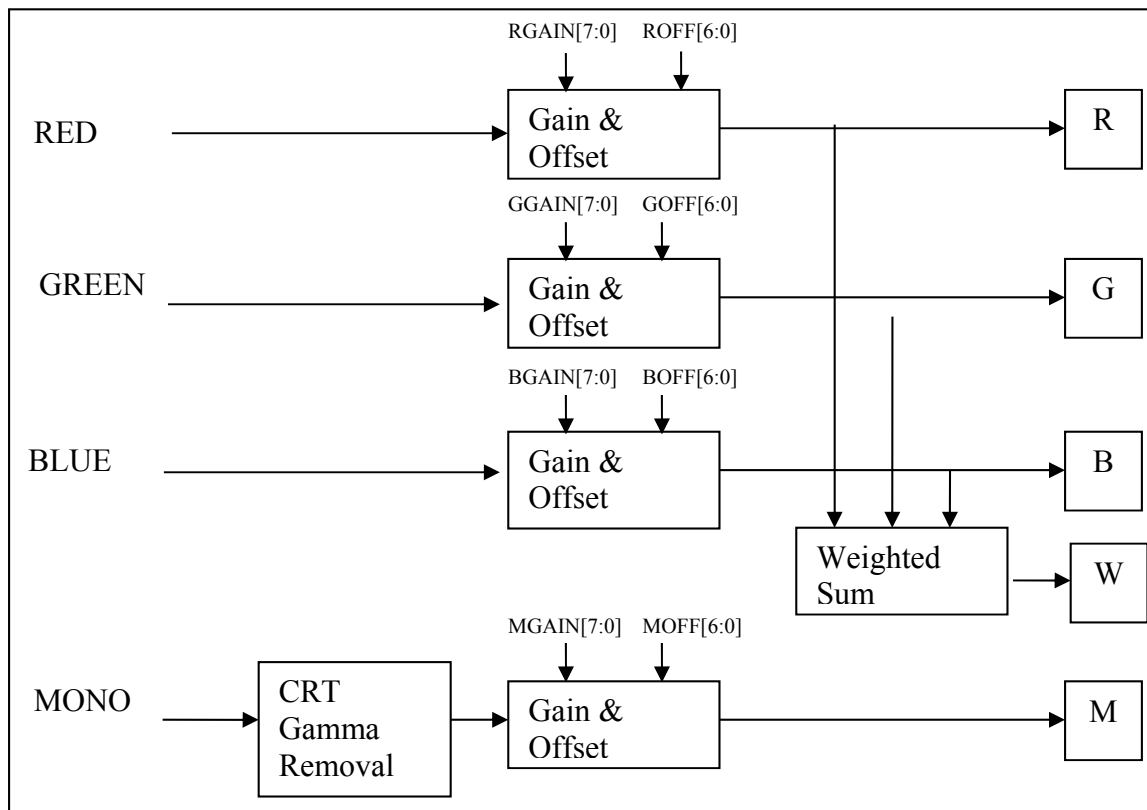 RGAIN[7:0] ROFF[6:0]
RED
Gain &
Offset
R
GGAIN[7:0] GOFF[6:0]
GREEN
Gain &
Offset
G
BGAIN[7:0] BOFF[6:0]
BLUE
Gain &
Offset
B
Weighted
Sum
W
MGAIN[7:0] MOFF[6:0]
MONO
CRT
Gamma
Removal
Gain &
Offset
M